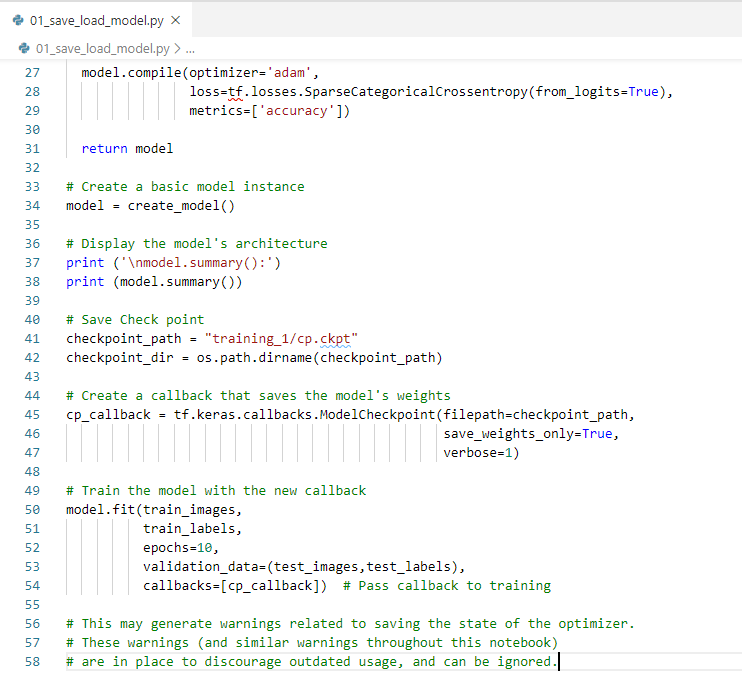 01_save_load_model.py ×
01_save_load_model.py > ...
27 model.compile(optimizer='adam',
28 loss=tf.losses.SparseCategoricalCrossentropy(from_logits=True),
29 metrics=['accuracy'])
30
31 return model
32
33 # Create a basic model instance
34 model = create_model()
35
36 # Display the model's architecture
37 print ('\nmodel.summary():')
38 print (model.summary())
39
40 # Save Check point
41 checkpoint_path = "training_1/cp.ckpt"
42 checkpoint_dir = os.path.dirname(checkpoint_path)
43
44 # Create a callback that saves the model's weights
45 cp_callback = tf.keras.callbacks.ModelCheckpoint(filepath=checkpoint_path,
46 save_weights_only=True,
47 verbose=1)
48
49 # Train the model with the new callback
50 model.fit(train_images,
51 train_labels,
52 epochs=10,
53 validation_data=(test_images,test_labels),
54 callbacks=[cp_callback])  # Pass callback to training
55
56 # This may generate warnings related to saving the state of the optimizer.
57 # These warnings (and similar warnings throughout this notebook)
58 # are in place to discourage outdated usage, and can be ignored.